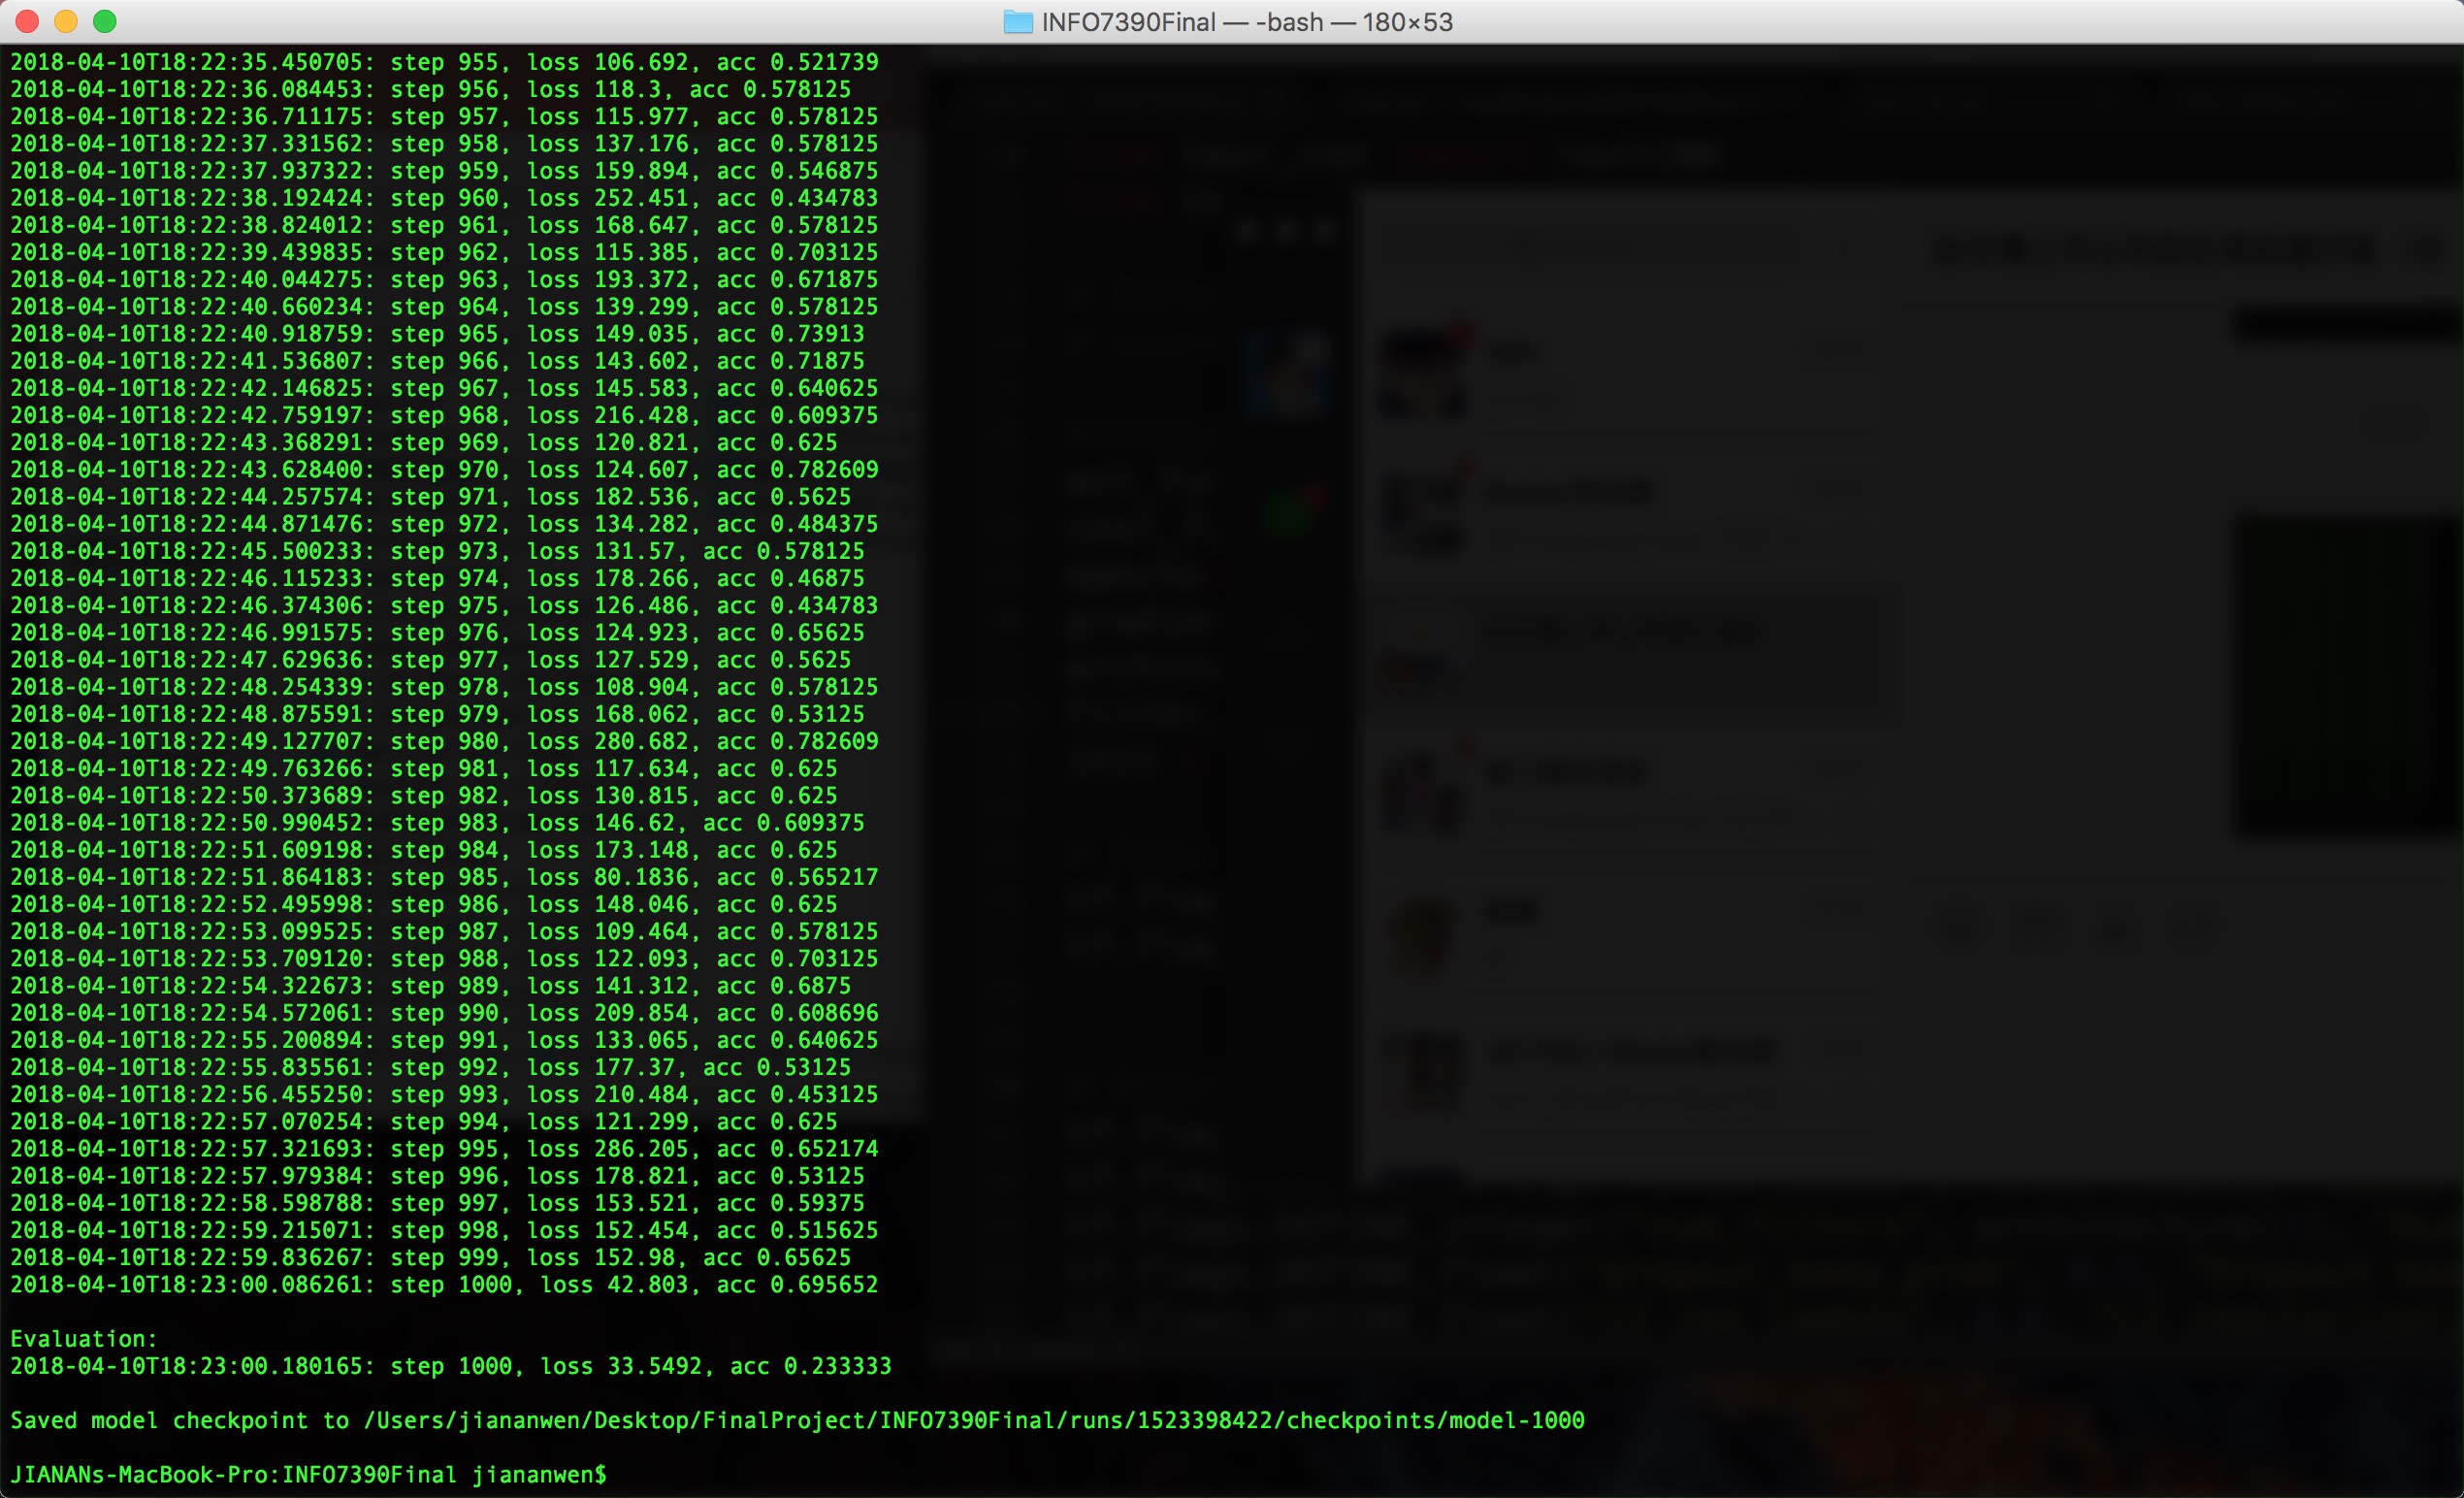 INFO7390Final — -bash — 180×53
2018-04-10T18:22:35.450705: step 955, loss 106.692, acc 0.521739
2018-04-10T18:22:36.084453: step 956, loss 118.3, acc 0.578125
2018-04-10T18:22:36.711175: step 957, loss 115.977, acc 0.578125
2018-04-10T18:22:37.331562: step 958, loss 137.176, acc 0.578125
2018-04-10T18:22:37.937322: step 959, loss 159.894, acc 0.546875
2018-04-10T18:22:38.192424: step 960, loss 252.451, acc 0.434783
2018-04-10T18:22:38.824012: step 961, loss 168.647, acc 0.578125
2018-04-10T18:22:39.439835: step 962, loss 115.385, acc 0.703125
2018-04-10T18:22:40.044275: step 963, loss 193.372, acc 0.671875
2018-04-10T18:22:40.660234: step 964, loss 139.299, acc 0.578125
2018-04-10T18:22:40.918759: step 965, loss 149.035, acc 0.73913
2018-04-10T18:22:41.536807: step 966, loss 143.602, acc 0.71875
2018-04-10T18:22:42.146825: step 967, loss 145.583, acc 0.640625
2018-04-10T18:22:42.759197: step 968, loss 216.428, acc 0.609375
2018-04-10T18:22:43.368291: step 969, loss 120.821, acc 0.625
2018-04-10T18:22:43.628400: step 970, loss 124.607, acc 0.782609
2018-04-10T18:22:44.257574: step 971, loss 182.536, acc 0.5625
2018-04-10T18:22:44.871476: step 972, loss 134.282, acc 0.484375
2018-04-10T18:22:45.500233: step 973, loss 131.57, acc 0.578125
2018-04-10T18:22:46.115233: step 974, loss 178.266, acc 0.46875
2018-04-10T18:22:46.374306: step 975, loss 126.486, acc 0.434783
2018-04-10T18:22:46.991575: step 976, loss 124.923, acc 0.65625
2018-04-10T18:22:47.629636: step 977, loss 127.529, acc 0.5625
2018-04-10T18:22:48.254339: step 978, loss 108.904, acc 0.578125
2018-04-10T18:22:48.875591: step 979, loss 168.062, acc 0.53125
2018-04-10T18:22:49.127707: step 980, loss 280.682, acc 0.782609
2018-04-10T18:22:49.763266: step 981, loss 117.634, acc 0.625
2018-04-10T18:22:50.373689: step 982, loss 130.815, acc 0.625
2018-04-10T18:22:50.990452: step 983, loss 146.62, acc 0.609375
2018-04-10T18:22:51.609198: step 984, loss 173.148, acc 0.625
2018-04-10T18:22:51.864183: step 985, loss 80.1836, acc 0.565217
2018-04-10T18:22:52.495998: step 986, loss 148.046, acc 0.625
2018-04-10T18:22:53.099525: step 987, loss 109.464, acc 0.578125
2018-04-10T18:22:53.709120: step 988, loss 122.093, acc 0.703125
2018-04-10T18:22:54.322673: step 989, loss 141.312, acc 0.6875
2018-04-10T18:22:54.572061: step 990, loss 209.854, acc 0.608696
2018-04-10T18:22:55.200894: step 991, loss 133.065, acc 0.640625
2018-04-10T18:22:55.835561: step 992, loss 177.37, acc 0.53125
2018-04-10T18:22:56.455250: step 993, loss 210.484, acc 0.453125
2018-04-10T18:22:57.070254: step 994, loss 121.299, acc 0.625
2018-04-10T18:22:57.321693: step 995, loss 286.205, acc 0.652174
2018-04-10T18:22:57.979384: step 996, loss 178.821, acc 0.53125
2018-04-10T18:22:58.598788: step 997, loss 153.521, acc 0.59375
2018-04-10T18:22:59.215071: step 998, loss 152.454, acc 0.515625
2018-04-10T18:22:59.836267: step 999, loss 152.98, acc 0.65625
2018-04-10T18:23:00.086261: step 1000, loss 42.803, acc 0.695652
Evaluation:
2018-04-10T18:23:00.180165: step 1000, loss 33.5492, acc 0.233333
Saved model checkpoint to /Users/jiananwen/Desktop/FinalProject/INFO7390Final/runs/1523398422/checkpoints/model-1000
JIANANs-MacBook-Pro:INFO7390Final jiananwen$